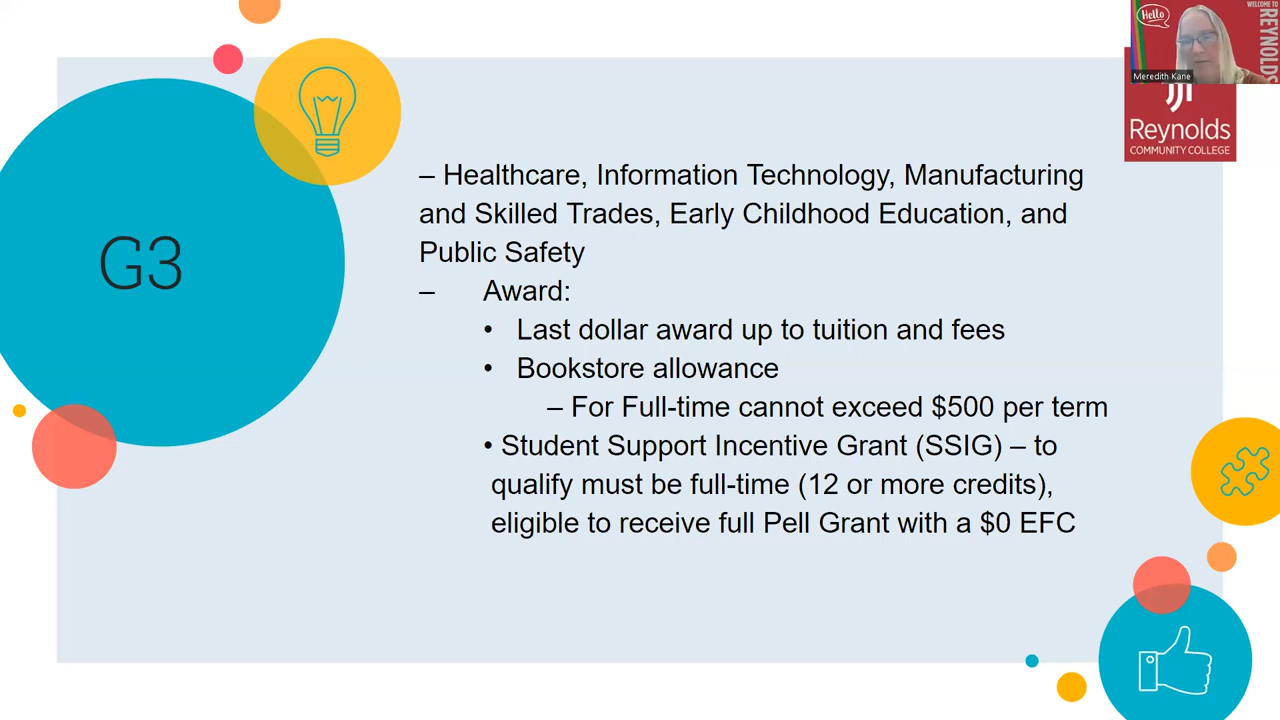 Hello
WELCOME TO
REYNOLDS
Meredith Kane
Reynolds
COMMUNITY COLLEGE
G3
– Healthcare, Information Technology, Manufacturing
and Skilled Trades, Early Childhood Education, and
Public Safety
– Award:
• Last dollar award up to tuition and fees
• Bookstore allowance
– For Full-time cannot exceed $500 per term
• Student Support Incentive Grant (SSIG) – to
qualify must be full-time (12 or more credits),
eligible to receive full Pell Grant with a $0 EFC